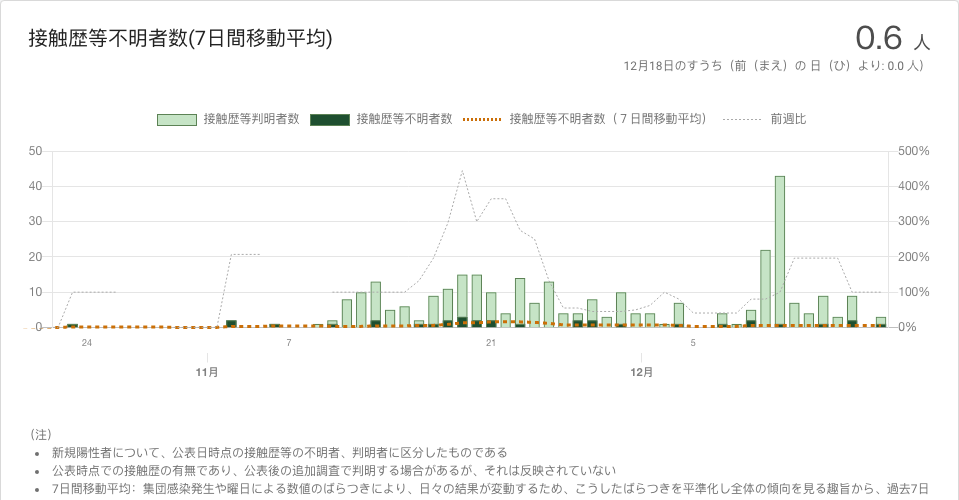 接触歴等不明者数(7日間移動平均)
0.6 人
12月18日のすうち（前（まえ）の 日（ひ）より: 0.0 人）
接触歴等判明者数 接触歴等不明者数 接触歴等不明者数（７日間移動平均） 前週比
50 500%
40 400%
30 300%
20 200%
10 100%
0 0%
24 7 21 5
11月 12月
（注）
• 新規陽性者について、公表日時点の接触歴等の不明者、判明者に区分したものである
• 公表時点での接触歴の有無であり、公表後の追加調査で判明する場合があるが、それは反映されていない
• 7日間移動平均：集団感染発生や曜日による数値のばらつきにより、日々の結果が変動するため、こうしたばらつきを平準化し全体の傾向を見る趣旨から、過去7日